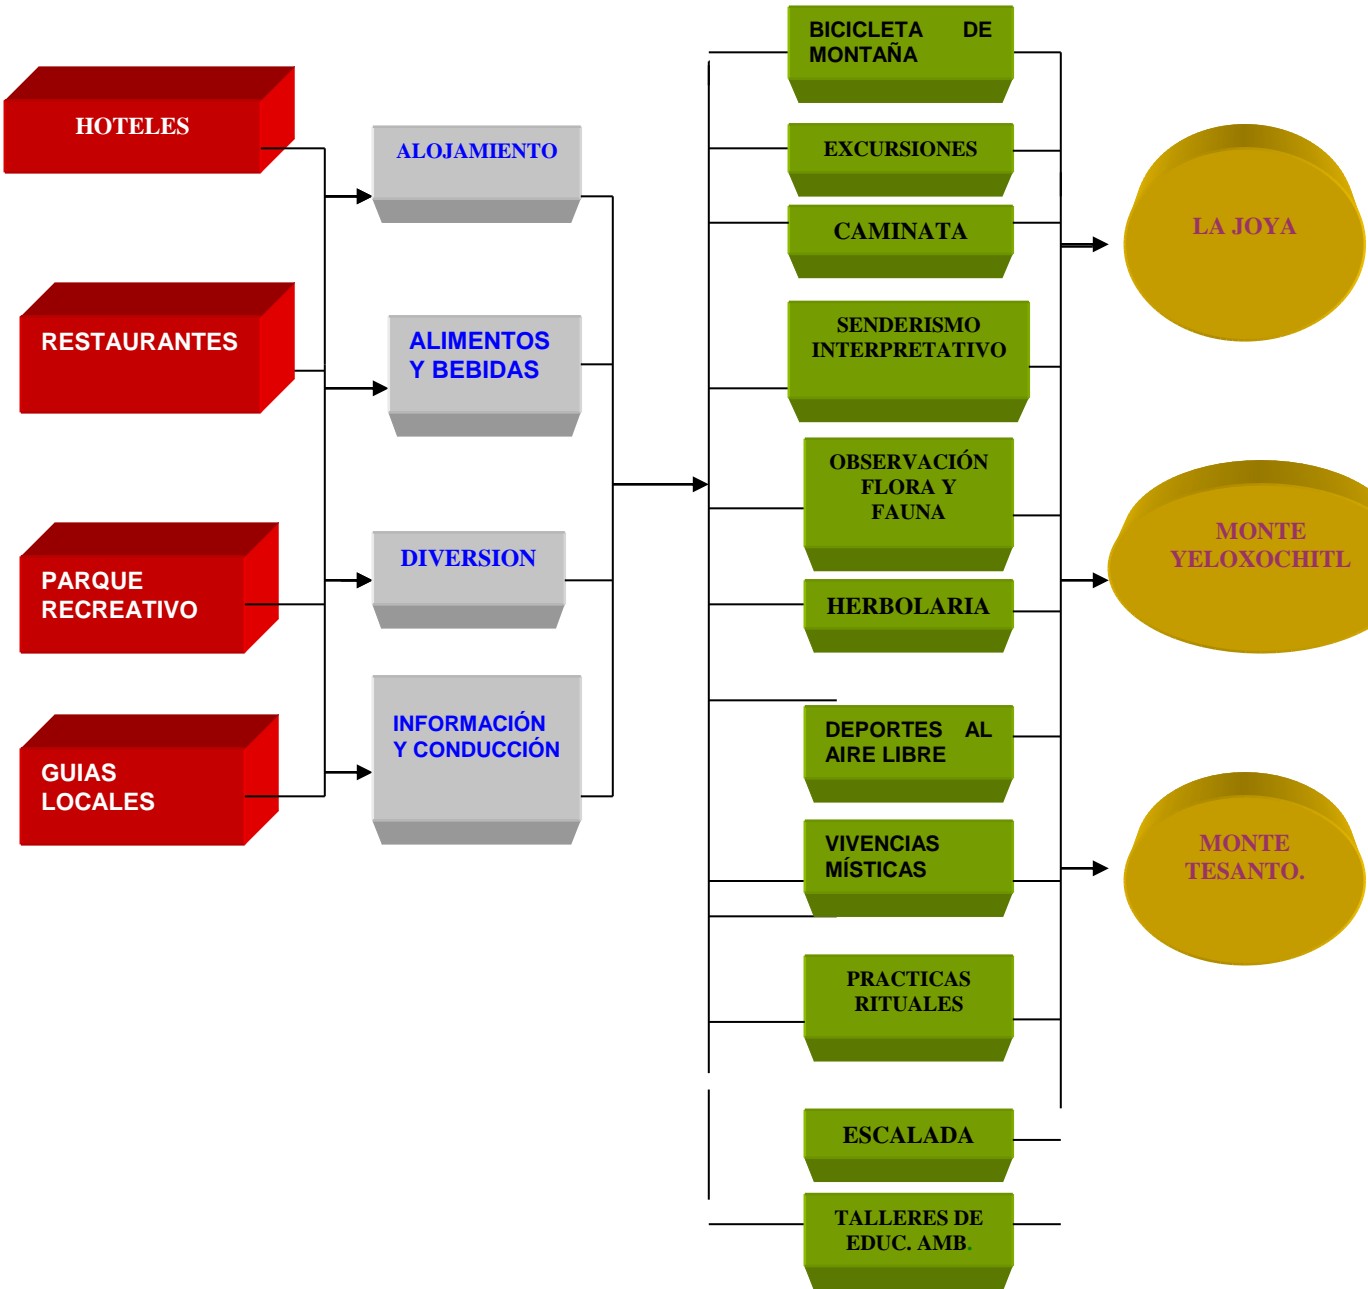 HOTELES
RESTAURANTES
PARQUE
RECREATIVO
GUIAS
LOCALES
ALOJAMIENTO
ALIMENTOS
Y BEBIDAS
DIVERSION
INFORMACIÓN
Y CONDUCCIÓN
BICICLETA DE
MONTAÑA
EXCURSIONES
CAMINATA
SENDERISMO
INTERPRETATIVO
OBSERVACIÓN
FLORA Y
FAUNA
HERBOLARIA
DEPORTES AL
AIRE LIBRE
VIVENCIAS
MÍSTICAS
PRACTICAS
RITUALES
ESCALADA
TALLERES DE
EDUC. AMB.
LA JOYA
MONTE
YELOXOCHITL
MONTE
TESANTO.